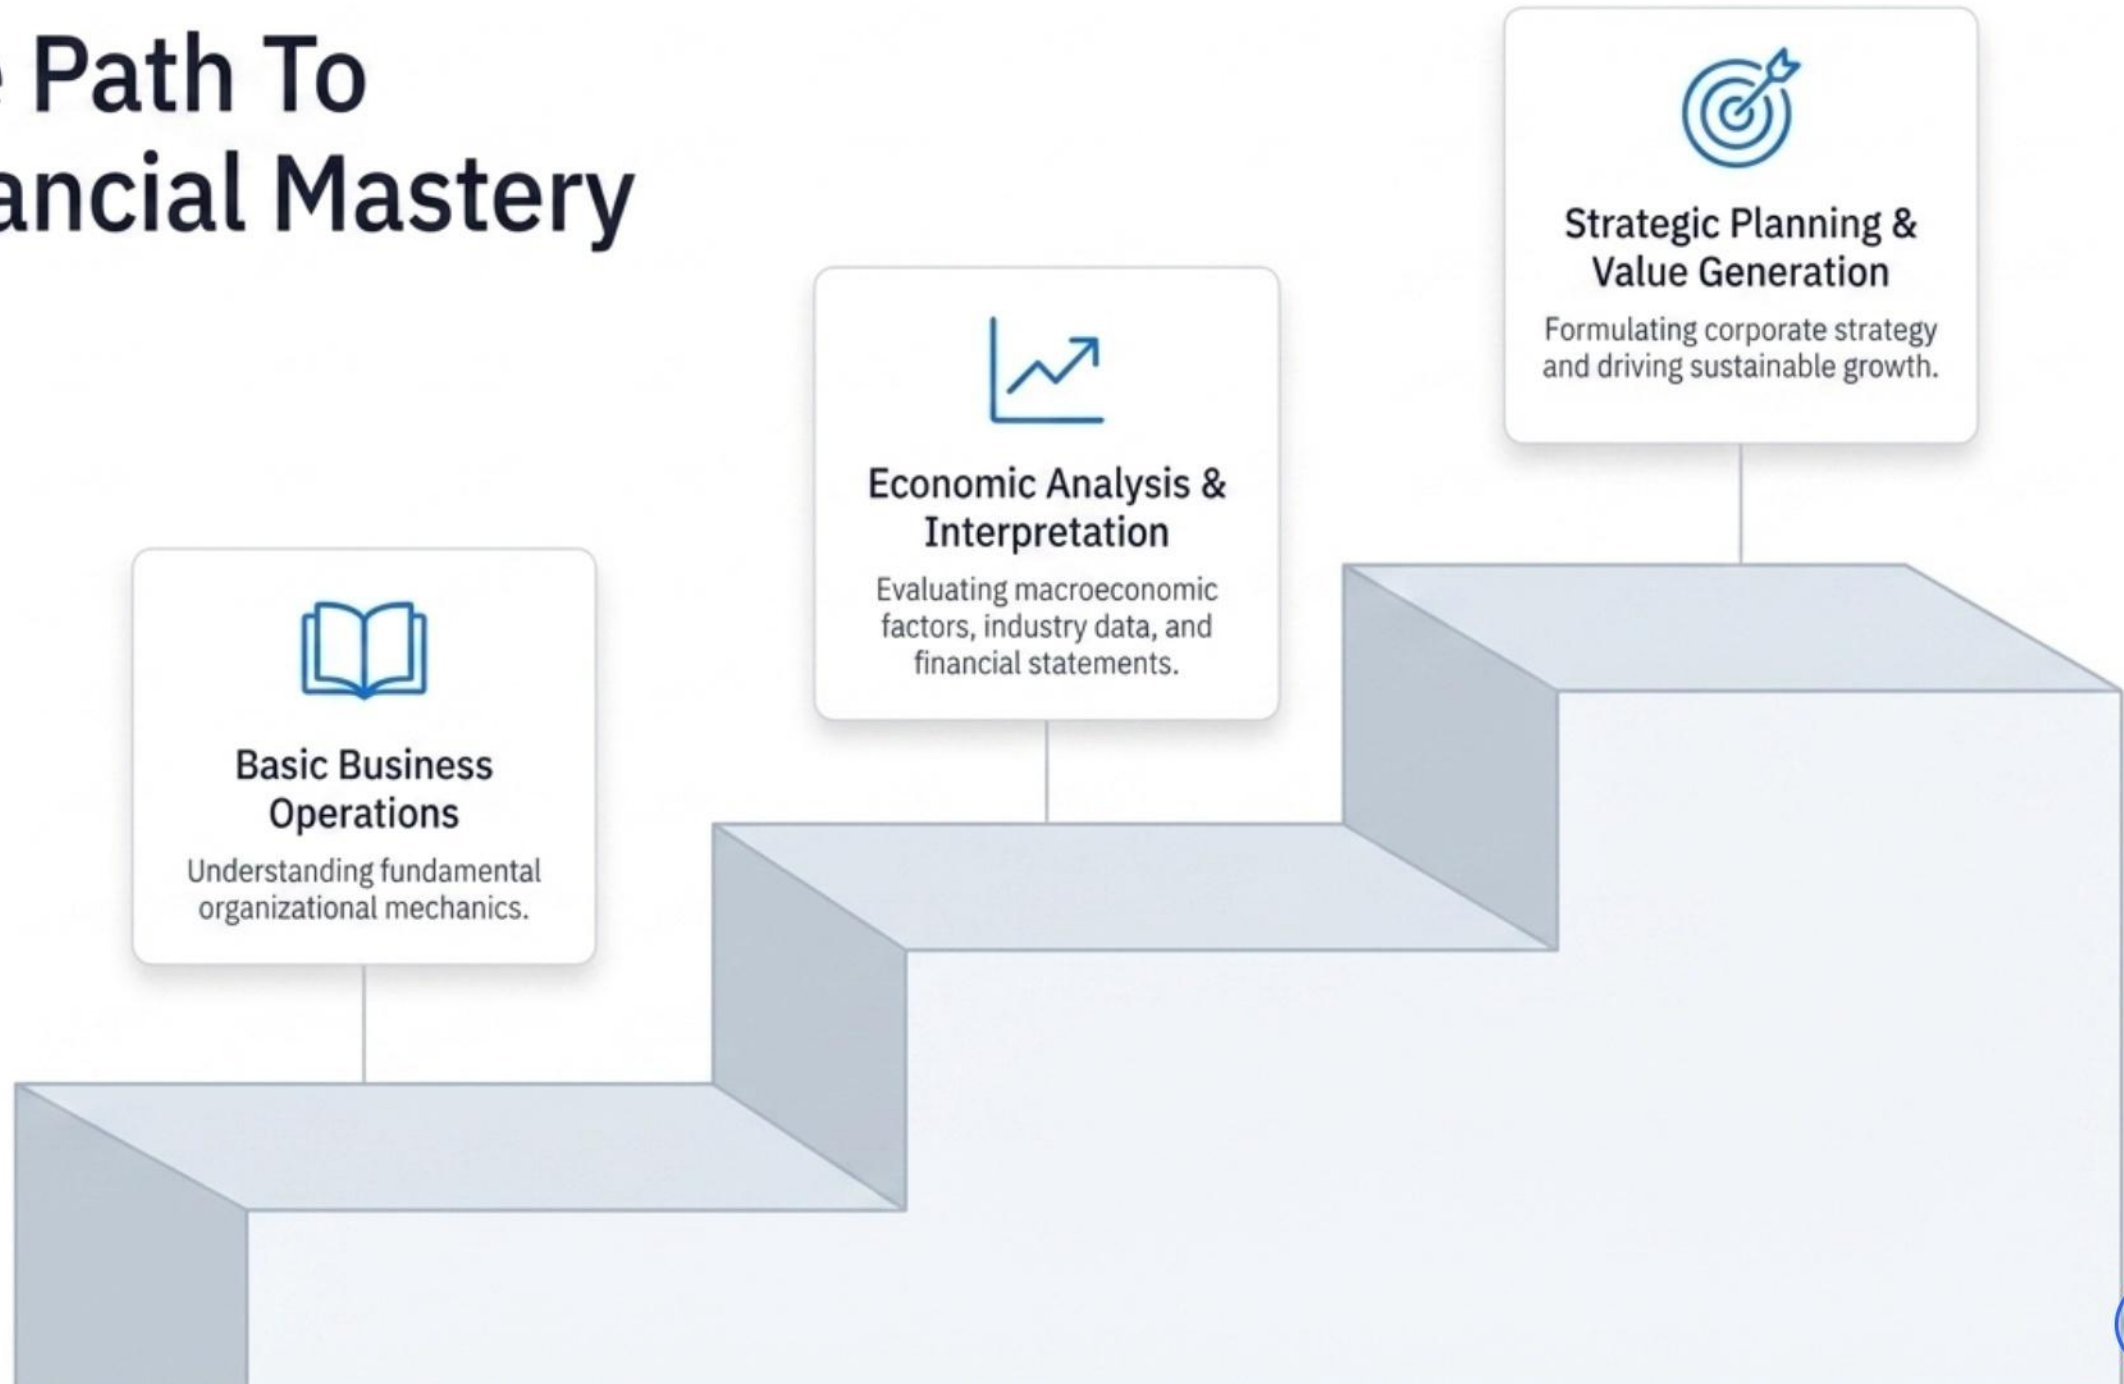 Path To
ancial Mastery
Strategic Planning &
Value Generation
Formulating corporate strategy
and driving sustainable growth.
Economic Analysis &
Interpretation
Evaluating macroeconomic
factors, industry data, and
financial statements.
Basic Business
Operations
Understanding fundamental
organizational mechanics.